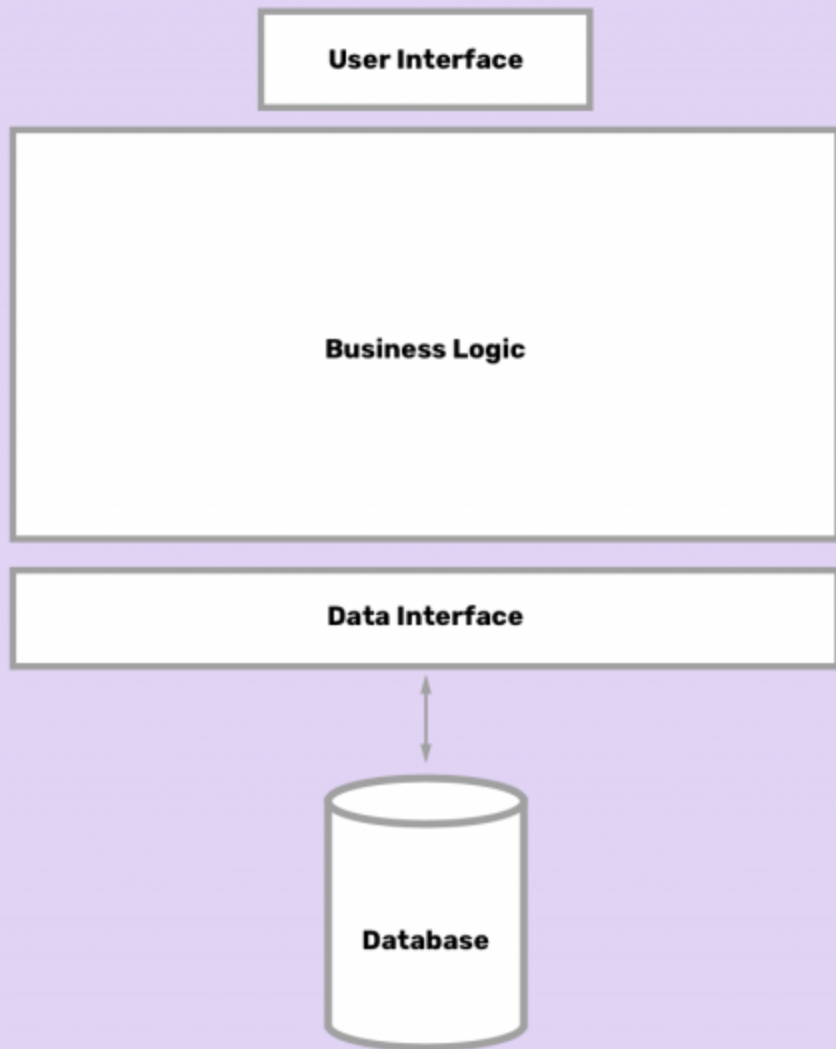 User Interface
Business Logic
Data Interface
Database